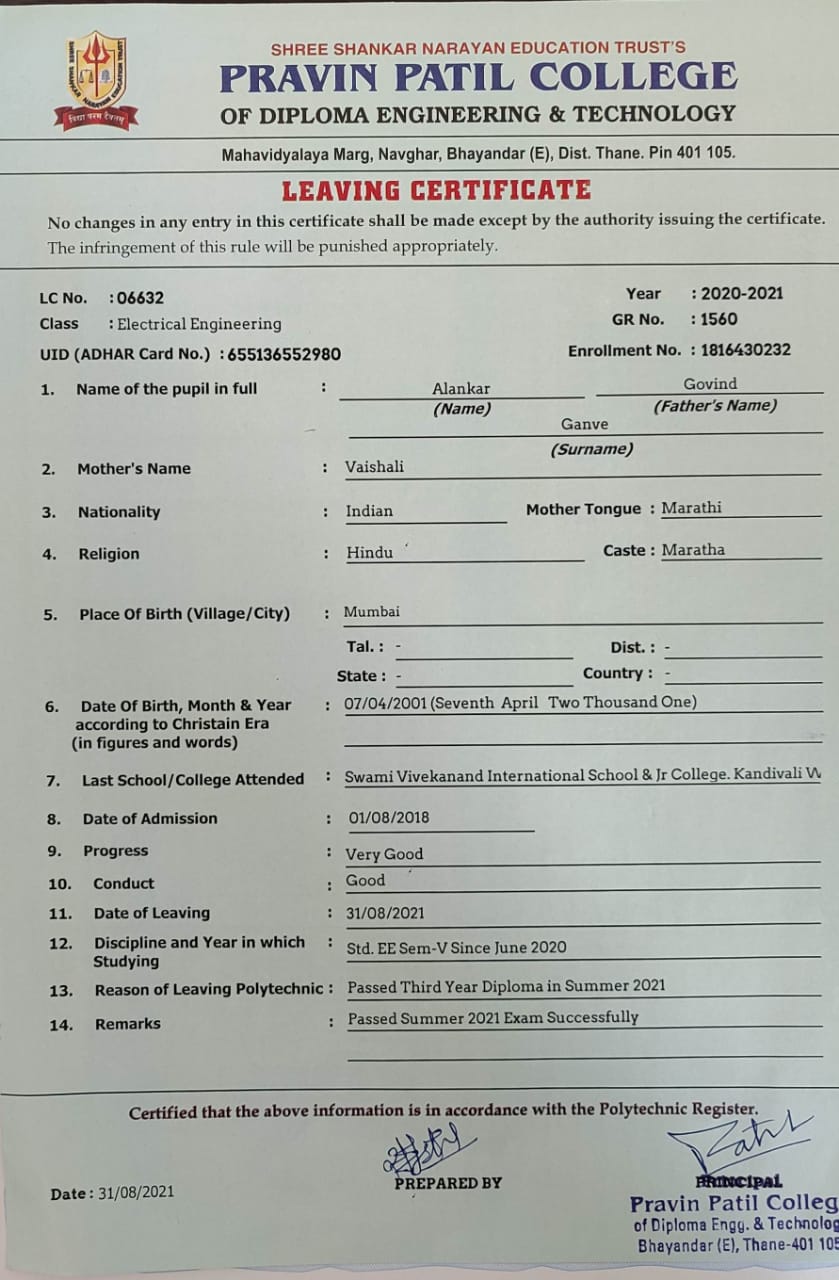 SHREE SHANKAR NARAYAN EDUCATION TRUST
विद्या परम दैवतम्
SHREE SHANKAR NARAYAN EDUCATION TRUST'S
PRAVIN PATIL COLLEGE
OF DIPLOMA ENGINEERING & TECHNOLOGY
Mahavidyalaya Marg, Navghar, Bhayandar (E), Dist. Thane. Pin 401 105.
LEAVING CERTIFICATE
No changes in any entry in this certificate shall be made except by the authority issuing the certificate.
The infringement of this rule will be punished appropriately.
LC No. : 06632
Year : 2020-2021
Class : Electrical Engineering
GR No. : 1560
UID (ADHAR Card No.) : 655136552980
Enrollment No. : 1816430232
1. Name of the pupil in full : Alankar Govind
(Name) (Father's Name)
Ganve
(Surname)
2. Mother's Name : Vaishali
3. Nationality : Indian Mother Tongue : Marathi
4. Religion : Hindu Caste : Maratha
5. Place Of Birth (Village/City) : Mumbai
Tal. : - Dist. : -
State : - Country : -
6. Date Of Birth, Month & Year : 07/04/2001 (Seventh April Two Thousand One)
according to Christain Era
(in figures and words)
7. Last School/College Attended : Swami Vivekanand International School & Jr College. Kandivali W
8. Date of Admission : 01/08/2018
9. Progress : Very Good
10. Conduct : Good
11. Date of Leaving : 31/08/2021
12. Discipline and Year in which : Std. EE Sem-V Since June 2020
Studying
13. Reason of Leaving Polytechnic : Passed Third Year Diploma in Summer 2021
14. Remarks : Passed Summer 2021 Exam Successfully
Certified that the above information is in accordance with the Polytechnic Register.
Patil
Date : 31/08/2021
PREPARED BY
PRINCIPAL
Pravin Patil Colleg
of Diploma Engg. & Technolog
Bhayandar (E), Thane-401 105